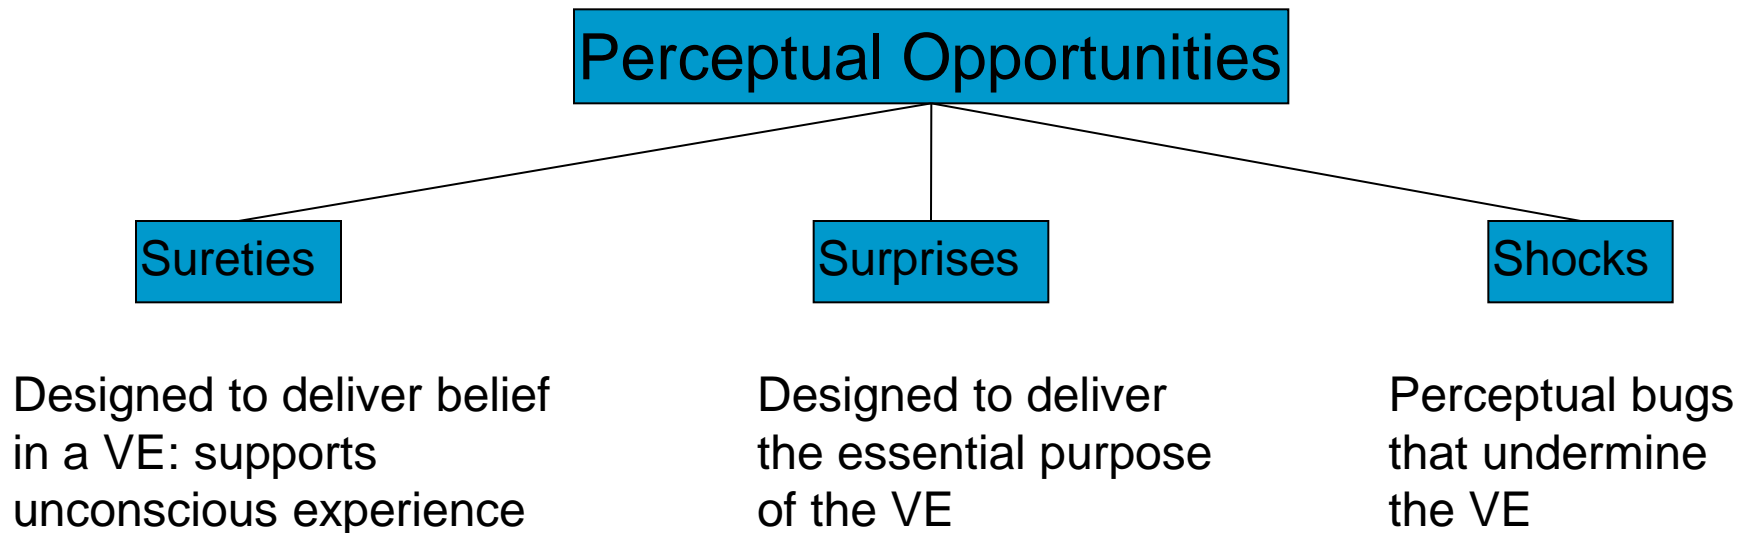 Perceptual Opportunities
Sureties
Surprises
Shocks
Designed to deliver belief
in a VE: supports
unconscious experience
Designed to deliver
the essential purpose
of the VE
Perceptual bugs
that undermine
the VE